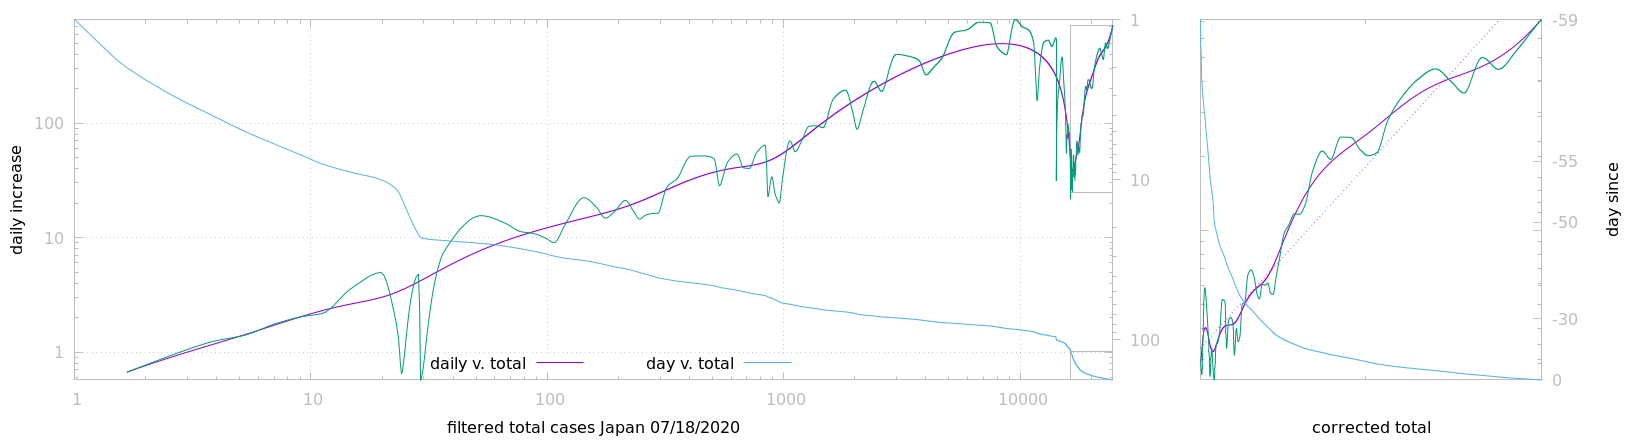 daily increase
100
10
1
1
10
100
1000
10000
1
10
100
daily v. total
day v. total
filtered total cases Japan 07/18/2020
-59
-55
-50
-30
0
day since
corrected total